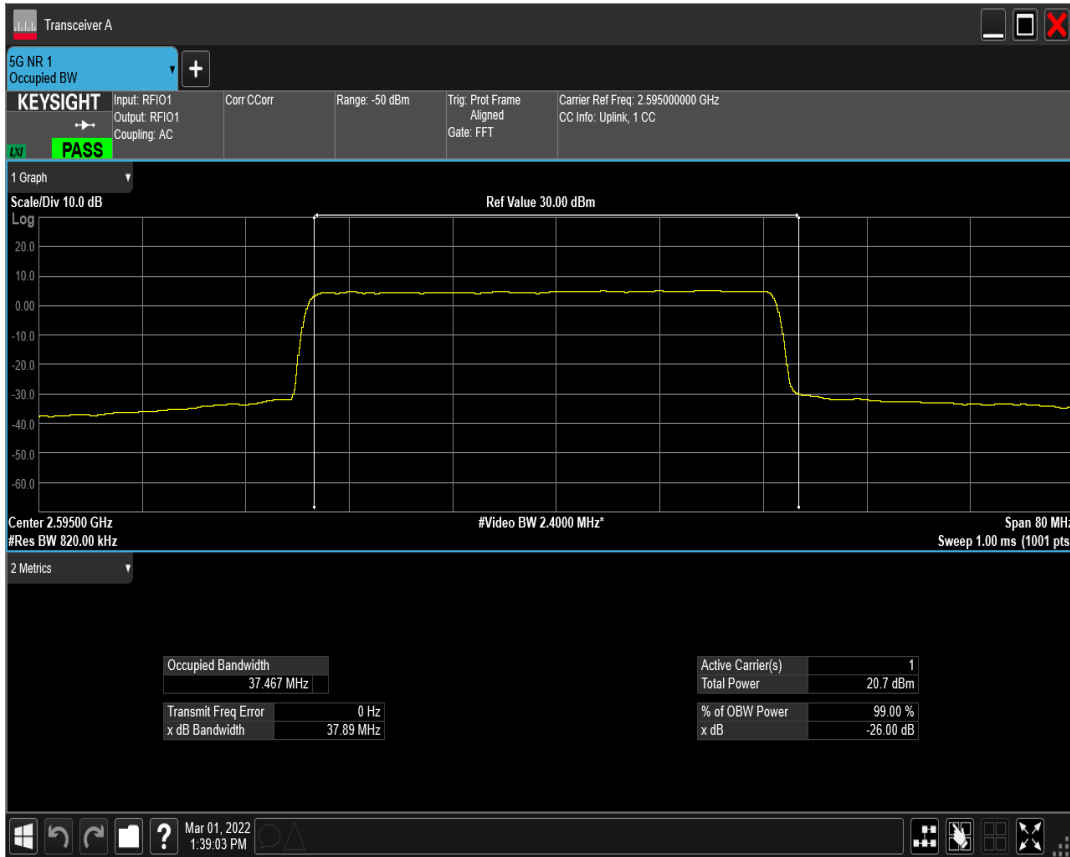 Transceiver A
5G NR 1
Occupied BW
+
KEYSIGHT
LXI
PASS
Input: RFIO1
Output: RFIO1
Coupling: AC
Corr CCorr
Range: -50 dBm
Trig: Prot Frame
Aligned
Gate: FFT
Carrier Ref Freq: 2.595000000 GHz
CC Info: Uplink, 1 CC
1 Graph
Scale/Div 10.0 dB
Ref Value 30.00 dBm
Log
20.0
10.0
0.00
-10.0
-20.0
-30.0
-40.0
-50.0
-60.0
Center 2.59500 GHz
#Video BW 2.4000 MHz*
Span 80 MHz
#Res BW 820.00 kHz
Sweep 1.00 ms (1001 pts
2 Metrics
Occupied Bandwidth
37.467 MHz
Transmit Freq Error 0 Hz
x dB Bandwidth 37.89 MHz
Active Carrier(s) 1
Total Power 20.7 dBm
% of OBW Power 99.00 %
x dB -26.00 dB
?
Mar 01, 2022
1:39:03 PM